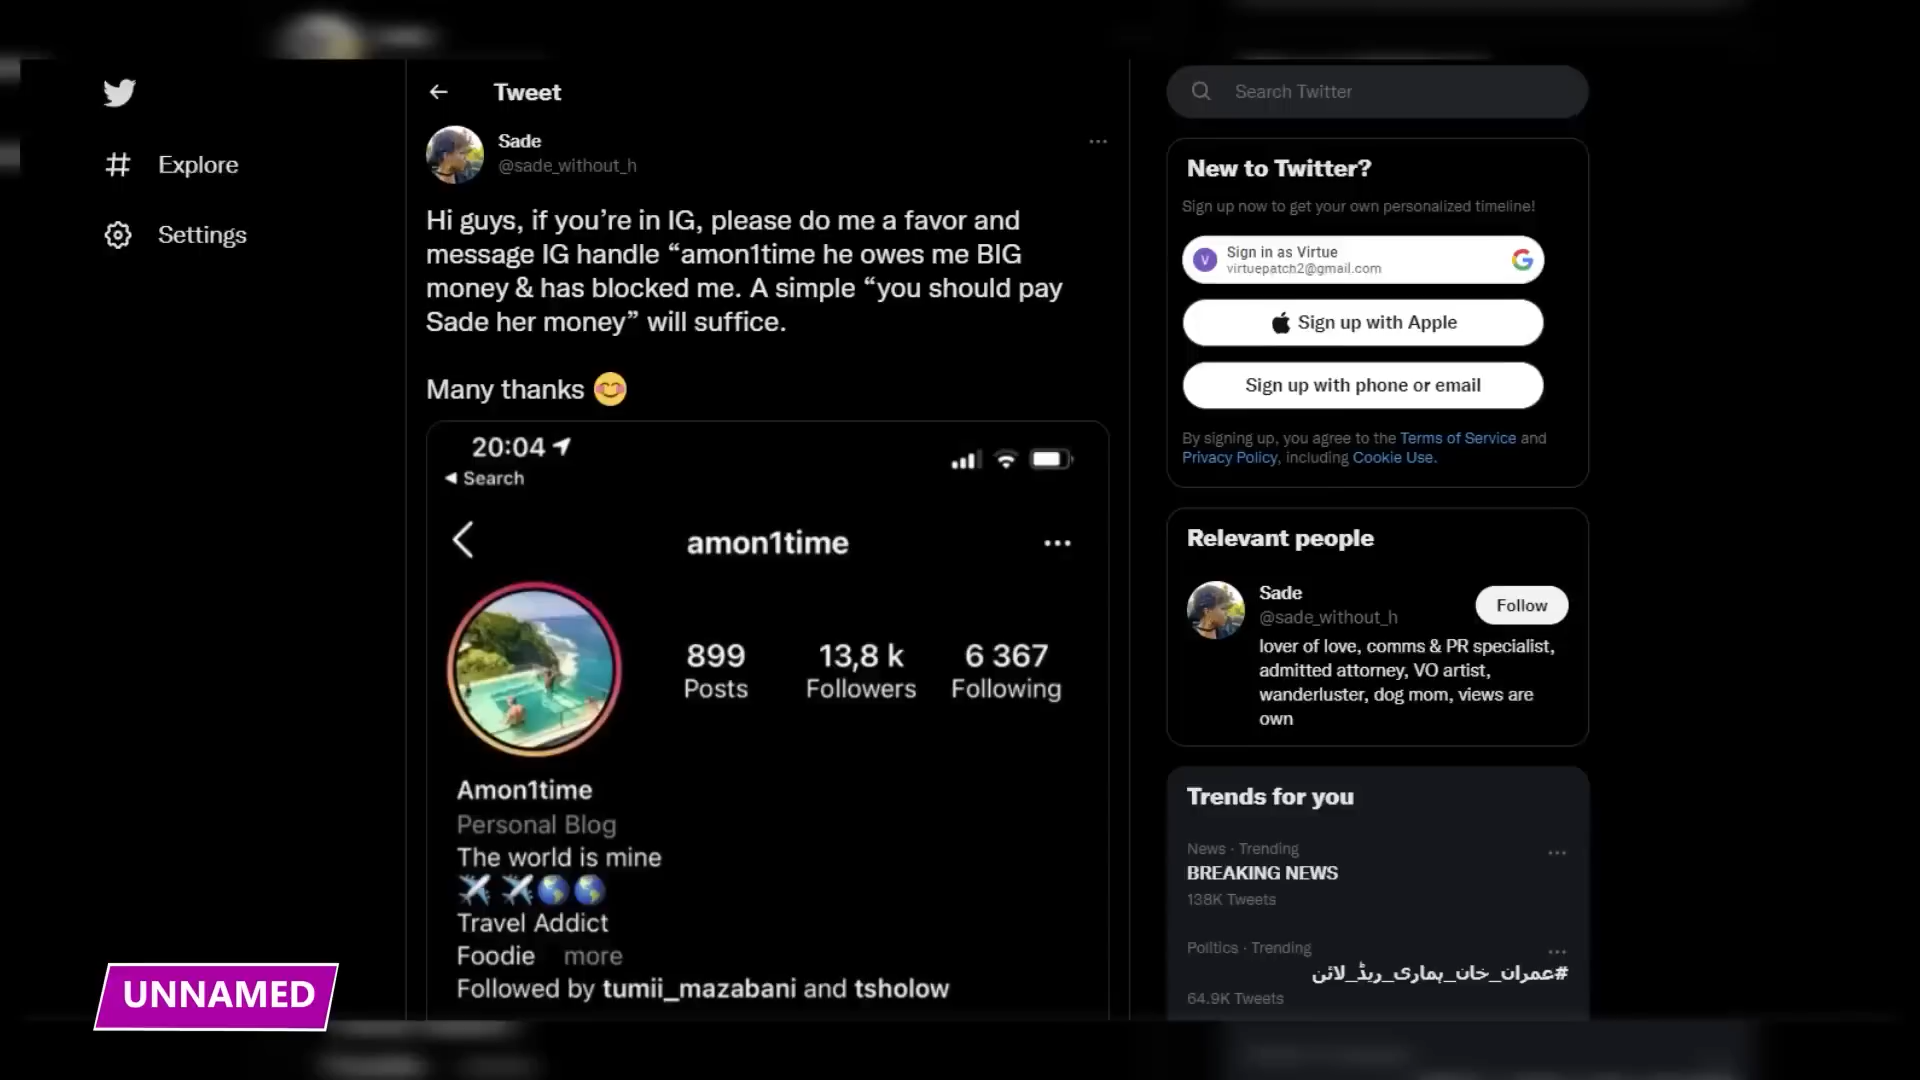 Explore
Settings
Tweet
Sade
@sade_without_h
Hi guys, if you’re in IG, please do me a favor and
message IG handle “amon1time he owes me BIG
money & has blocked me. A simple “you should pay
Sade her money” will suffice.
Many thanks 😊
20:04
Search
amon1time
899
Posts
13,8 k
Followers
6 367
Following
Amon1time
Personal Blog
The world is mine
✈️ ✈️🌎🌎
Travel Addict
Foodie more
Followed by tumii_mazabani and tsholow
Search Twitter
New to Twitter?
Sign up now to get your own personalized timeline!
V
Sign in as Virtue
virtuepatch2@gmail.com
Sign up with Apple
Sign up with phone or email
By signing up, you agree to the Terms of Service and
Privacy Policy, including Cookie Use.
Relevant people
Sade
@sade_without_h
Follow
lover of love, comms & PR specialist,
admitted attorney, VO artist,
wanderluster, dog mom, views are
own
Trends for you
News · Trending
BREAKING NEWS
138K Tweets
Politics · Trending
#عمران_خان_ہماری_ریڈ_لائن
64.9K Tweets
UNNAMED